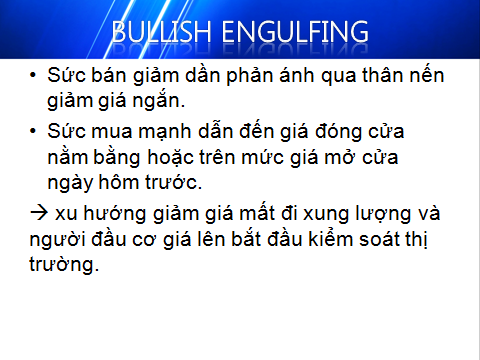 BULLISH ENGULFING
• Sức bán giảm dần phản ánh qua thân nến
giảm giá ngắn.
• Sức mua mạnh dẫn đến giá đóng cửa
nằm bằng hoặc trên mức giá mở cửa
ngày hôm trước.
→ xu hướng giảm giá mất đi xung lượng và
người đầu cơ giá lên bắt đầu kiểm soát thị
trường.